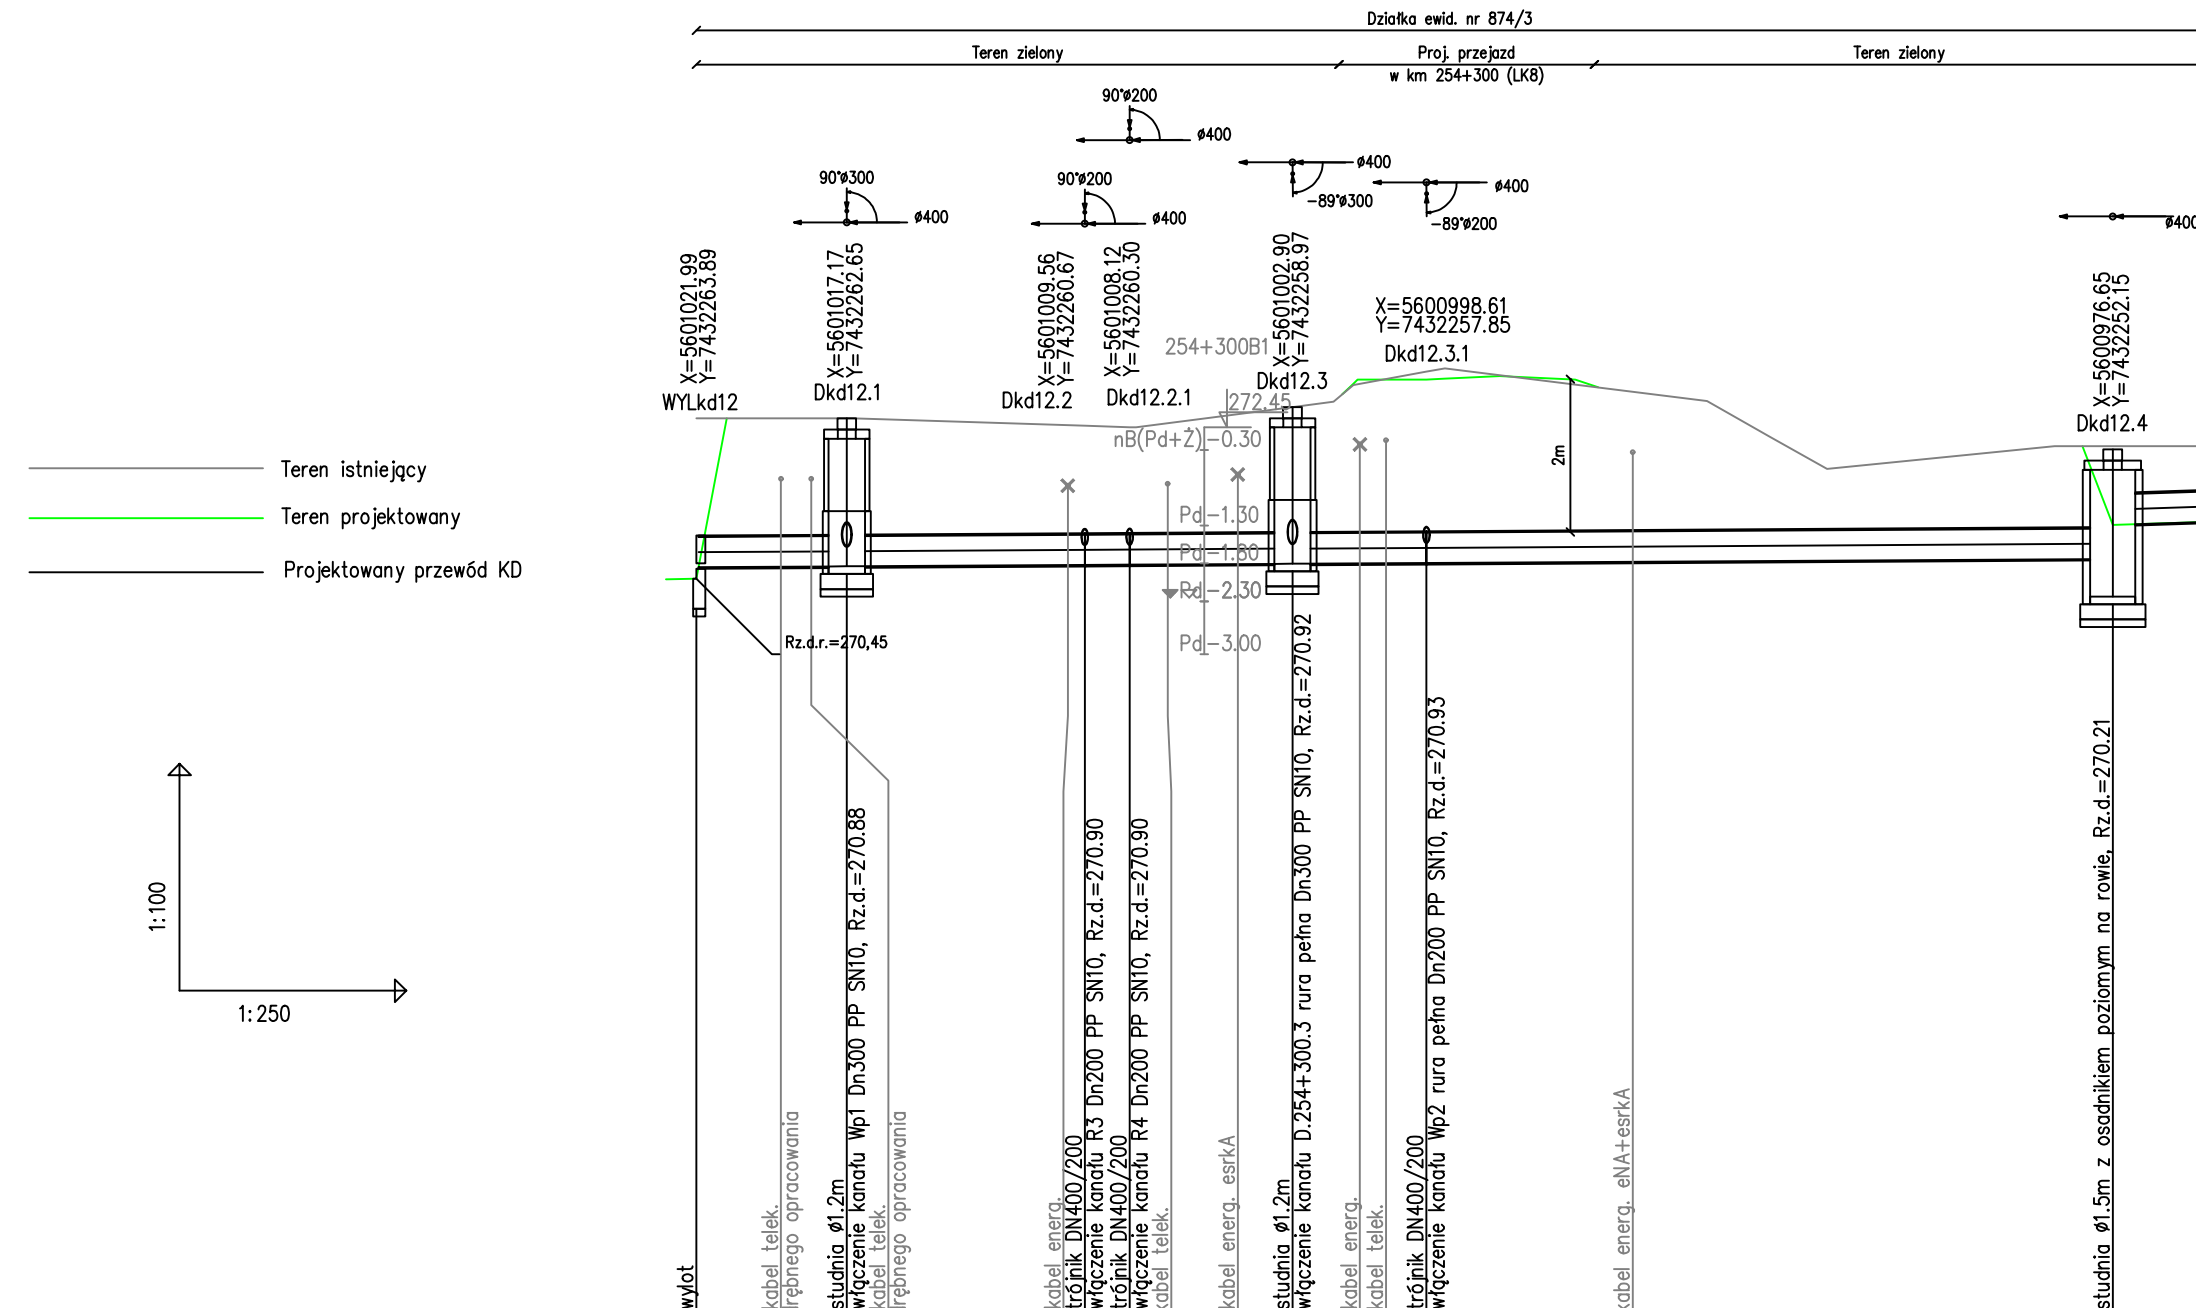 Działka ewid. nr 874/3
Teren zielony
Proj. przejazd
Teren zielony
w km 254+300 (LK8)
90°ø200
ø400
90°ø300
ø400
90°ø200
ø400
ø400
-89°ø300
ø400
-89°ø200
ø400
X=5601021.99
Y=7432263.89
WYLkd12
X=5601017.17
Y=7432262.65
Dkd12.1
X=5601009.56
Y=7432260.67
Dkd12.2
X=5601008.12
Y=7432260.30
Dkd12.2.1
254+300B1
X=5601002.90
Y=7432258.97
Dkd12.3
X=5600998.61
Y=7432257.85
Dkd12.3.1
X=5600976.65
Y=7432252.15
Dkd12.4
272.45
nB(Pd+Ż)
-0.30
Pd -1.30
Pd -1.80
Pd -2.30
Pd -3.00
2m
Teren istniejący
Teren projektowany
Projektowany przewód KD
Rz.d.r.=270,45
1:100
1:250
wylot
kabel telek.
rębnego opracowania
studnia ø1.2m
włączenie kanału Wp1 Dn300 PP SN10, Rz.d.=270.88
kabel telek.
rębnego opracowania
kabel energ.
trójnik DN400/200
włączenie kanału R3 Dn200 PP SN10, Rz.d.=270.90
trójnik DN400/200
włączenie kanału R4 Dn200 PP SN10, Rz.d.=270.90
kabel telek.
kabel energ. esrkA
studnia ø1.2m
włączenie kanału D.254+300.3 rura pełna Dn300 PP SN10, Rz.d.=270.92
kabel energ.
kabel telek.
trójnik DN400/200
włączenie kanału Wp2 rura pełna Dn200 PP SN10, Rz.d.=270.93
kabel energ. eNA+esrkA
studnia ø1.5m z osadnikiem poziomym na rowie, Rz.d.=270.21